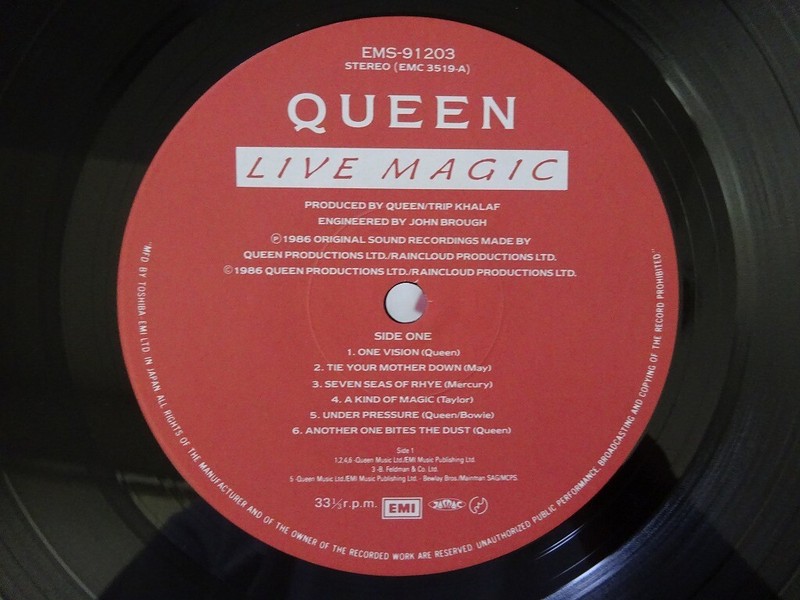 EMS-91203
STEREO (EMC 3519-A)
QUEEN
LIVE MAGIC
PRODUCED BY QUEEN/TRIP KHALAF
ENGINEERED BY JOHN BROUGH
Ⓟ1986 ORIGINAL SOUND RECORDINGS MADE BY
QUEEN PRODUCTIONS LTD./RAINCLOUD PRODUCTIONS LTD.
©1986 QUEEN PRODUCTIONS LTD./RAINCLOUD PRODUCTIONS LTD.
SIDE ONE
1. ONE VISION (Queen)
2. TIE YOUR MOTHER DOWN (May)
3. SEVEN SEAS OF RHYE (Mercury)
4. A KIND OF MAGIC (Taylor)
5. UNDER PRESSURE (Queen/Bowie)
6. ANOTHER ONE BITES THE DUST (Queen)
Side 1
1,2,4,6 -Queen Music Ltd./EMI Music Publishing Ltd.
3 -B. Feldman & Co. Ltd.
5 -Queen Music Ltd./EMI Music Publishing Ltd. - Bewlay Bros./Mainman SAG/MCPS.
33⅓r.p.m. EMI JASRAC
"MFD BY TOSHIBA EMI LTD. IN JAPAN ALL RIGHTS OF THE MANUFACTURER AND OF THE OWNER OF THE RECORDED WORK ARE RESERVED. UNAUTHORIZED PUBLIC PERFORMANCE, BROADCASTING AND COPYING OF THE RECORD PROHIBITED"